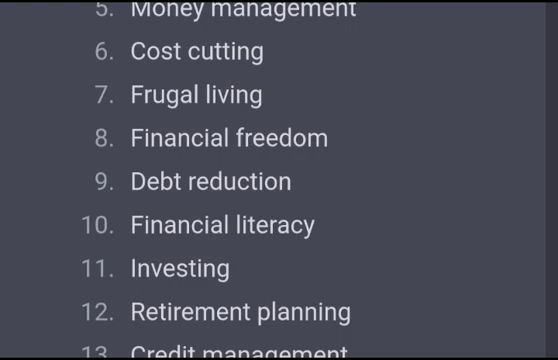 5. Money management
6. Cost cutting
7. Frugal living
8. Financial freedom
9. Debt reduction
10. Financial literacy
11. Investing
12. Retirement planning
13. Credit management